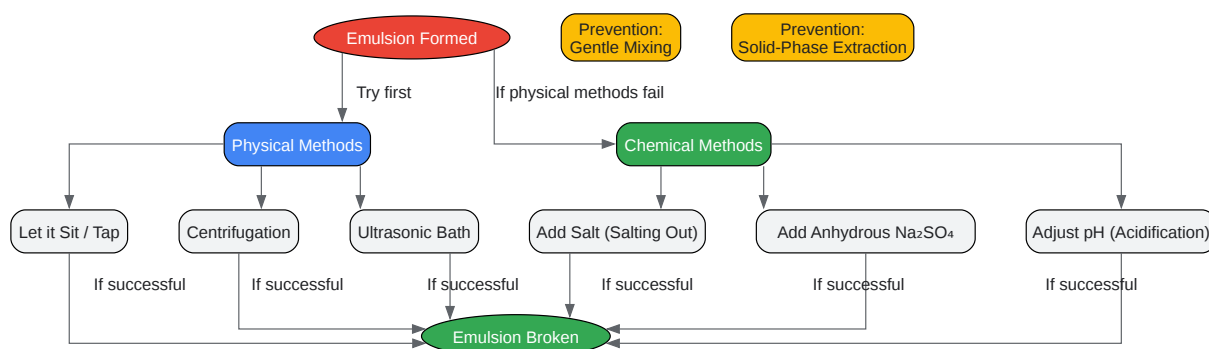 Emulsion Formed
Prevention:
Gentle Mixing
Prevention:
Solid-Phase Extraction
Try first
If physical methods fail
Physical Methods
Chemical Methods
Let it Sit / Tap
Centrifugation
Ultrasonic Bath
Add Salt (Salting Out)
Add Anhydrous Na₂SO₄
Adjust pH (Acidification)
If successful
If successful
If successful
If successful
If successful
If successful
Emulsion Broken